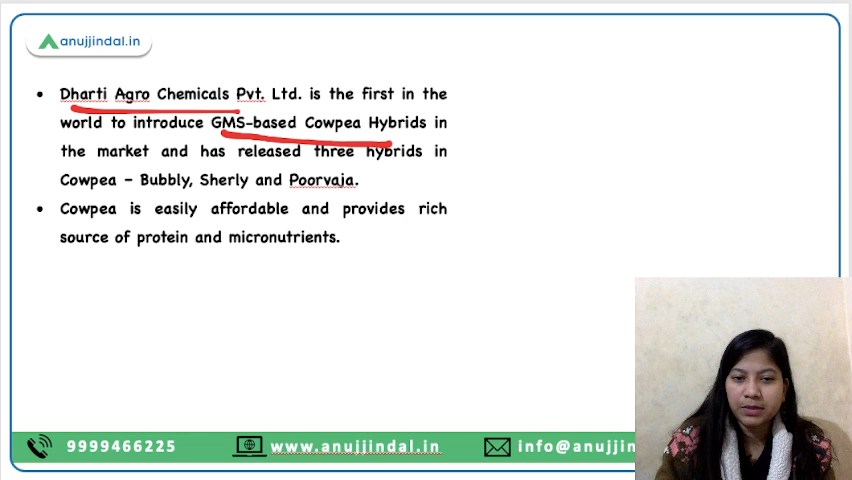 anujjindal.in
• Dharti Agro Chemicals Pvt. Ltd. is the first in the
world to introduce GMS-based Cowpea Hybrids in
the market and has released three hybrids in
Cowpea – Bubbly, Sherly and Poorvaja.
• Cowpea is easily affordable and provides rich
source of protein and micronutrients.
9999466225 www.anujjindal.in info@anujjin